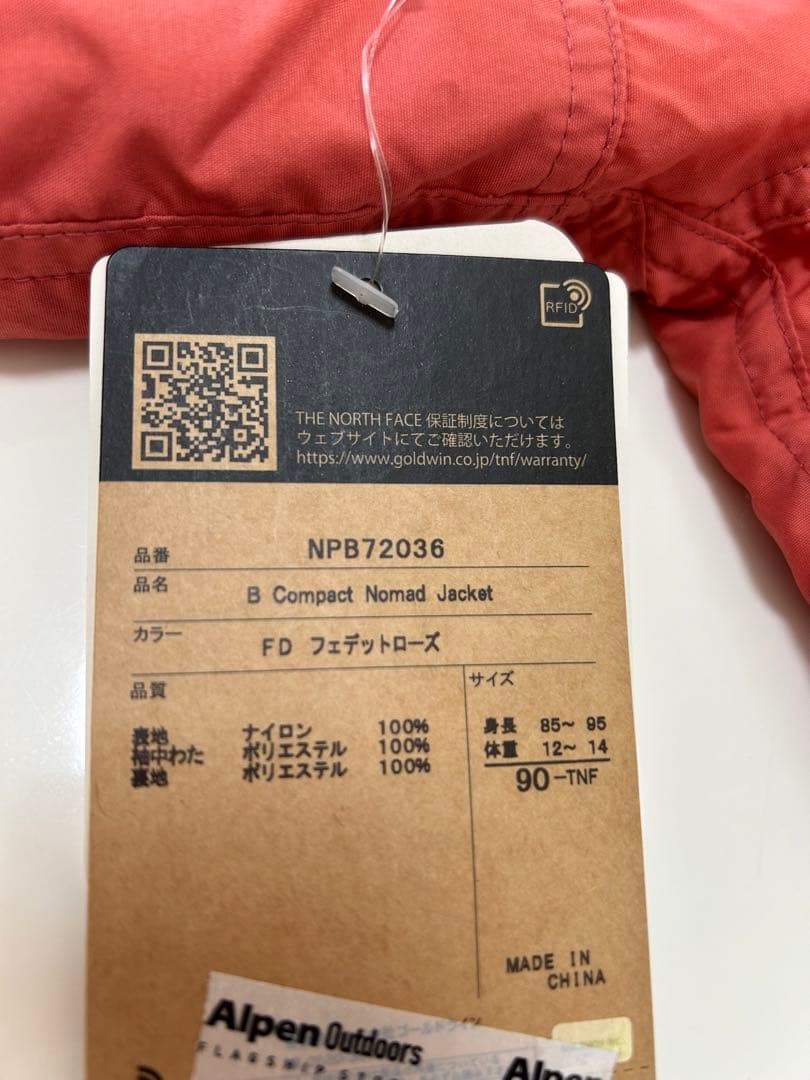 RFID
THE NORTH FACE 保証制度については
ウェブサイトにてご確認いただけます。
https://www.goldwin.co.jp/tnf/warranty/
品番 NPB72036
品名 B Compact Nomad Jacket
カラー FD フェデットローズ
品質
表地 ナイロン 100%
袖中わた ポリエステル 100%
裏地 ポリエステル 100%
サイズ
身長 85~ 95
体重 12~ 14
90-TNF
MADE IN
CHINA
Alpen Outdoors
FLAGSHIP
Alpen